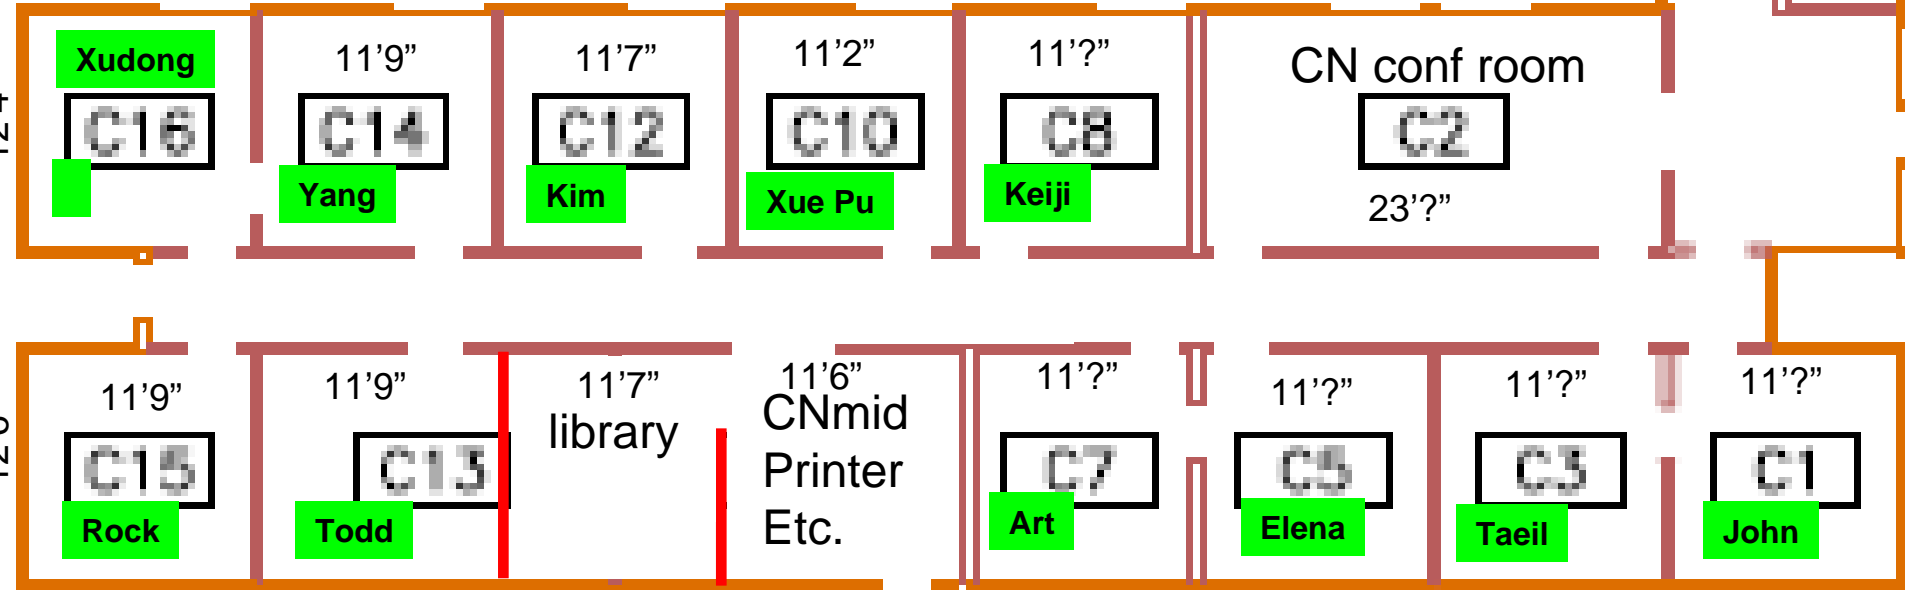 Xudong
11’9”
11’7”
11’2”
11’?”
CN conf room
C16
C14
C12
C10
C8
C2
Yang
Kim
Xue Pu
Keiji
23’?”
11’9”
11’9”
11’7”
11’6”
11’?”
11’?”
11’?”
11’?”
library
CNmid
Printer
Etc.
C15
C13
C7
C5
C3
C1
Rock
Todd
Art
Elena
Taeil
John